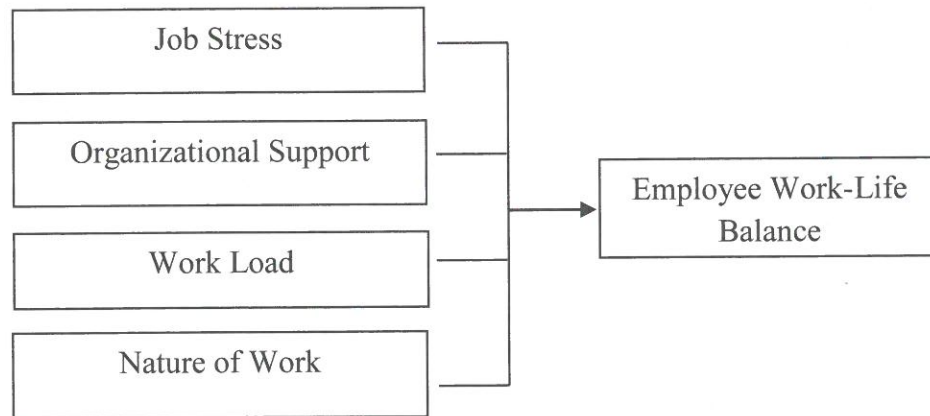 Job Stress
Organizational Support
Work Load
Nature of Work
Employee Work-Life
Balance